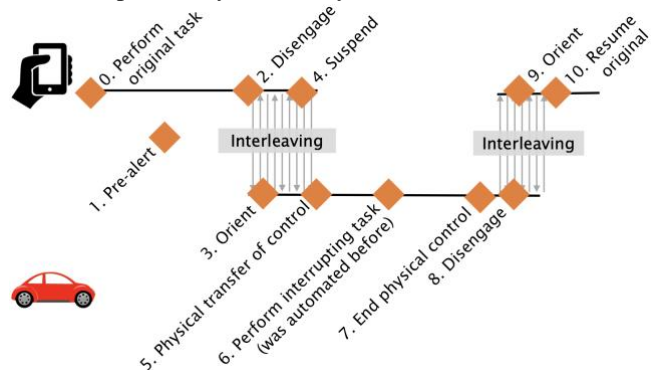 0. Perform
original task
1. Pre-alert
2. Disengage
3. Orient
4. Suspend
Interleaving
5. Physical transfer of control
6. Perform interrupting task
(was automated before)
7. End physical control
8. Disengage
Interleaving
9. Orient
10. Resume
original